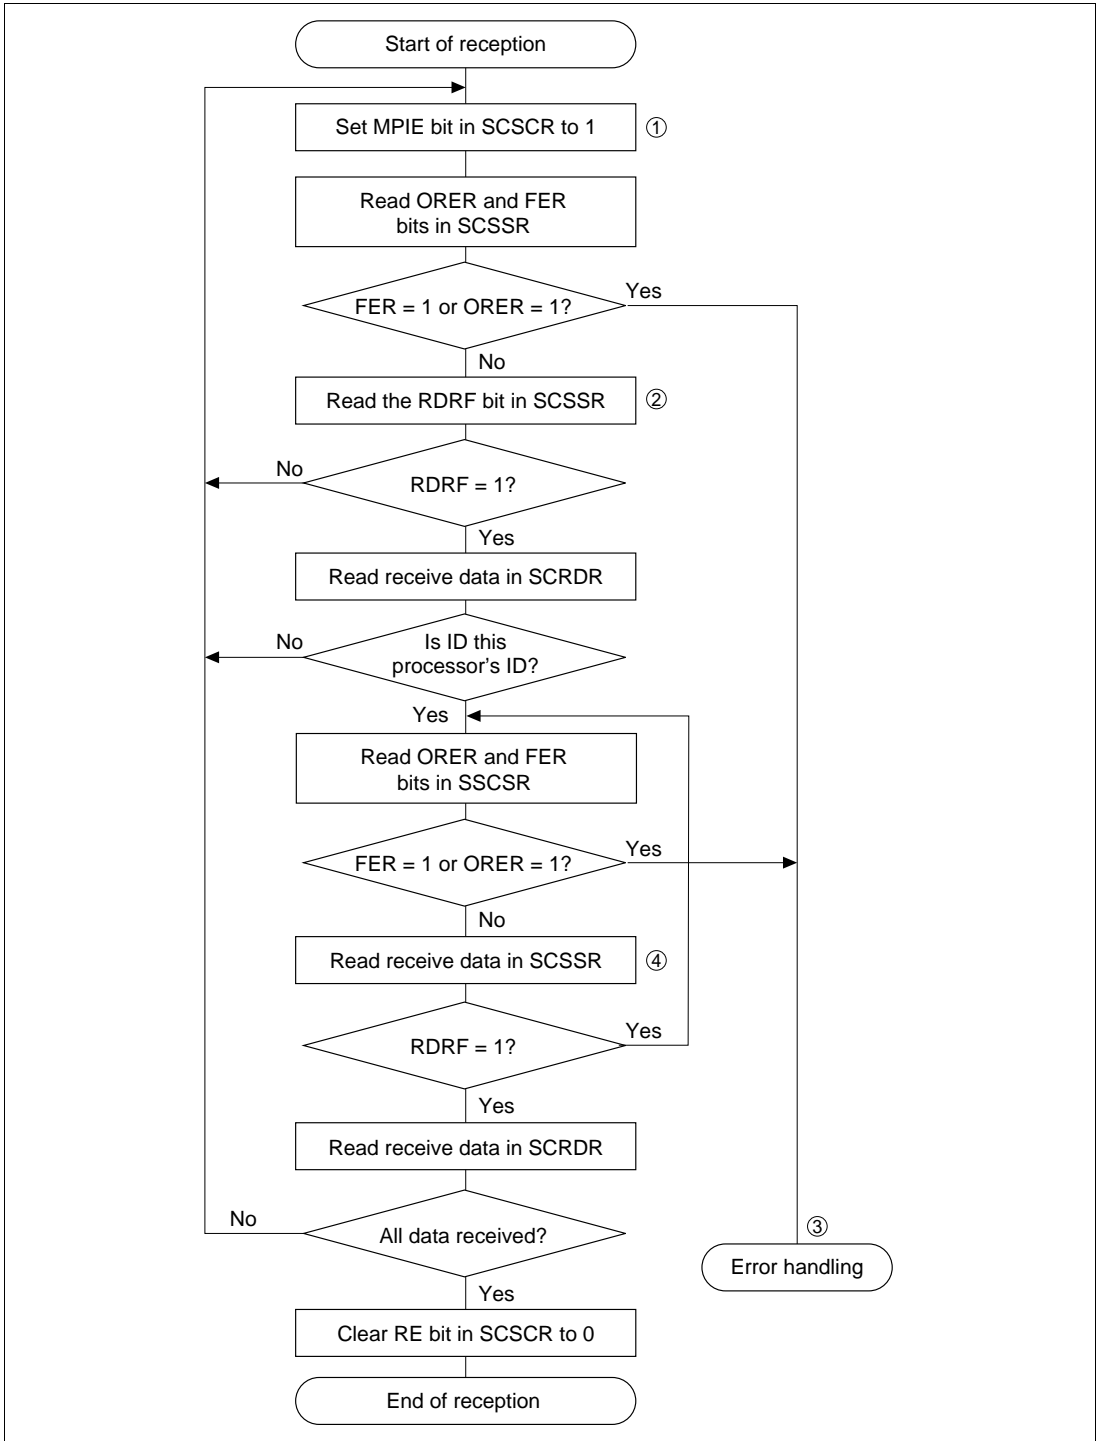 Start of reception
Set MPIE bit in SCSCR to 1 ①
Read ORER and FER
bits in SCSSR
FER = 1 or ORER = 1?
Yes
No
Read the RDRF bit in SCSSR ②
No
RDRF = 1?
Yes
Read receive data in SCRDR
No
Is ID this
processor's ID?
Yes
Read ORER and FER
bits in SSCSR
FER = 1 or ORER = 1?
Yes
No
Read receive data in SCSSR ④
RDRF = 1?
Yes
Yes
Read receive data in SCRDR
No
All data received?
③
Error handling
Yes
Clear RE bit in SCSCR to 0
End of reception